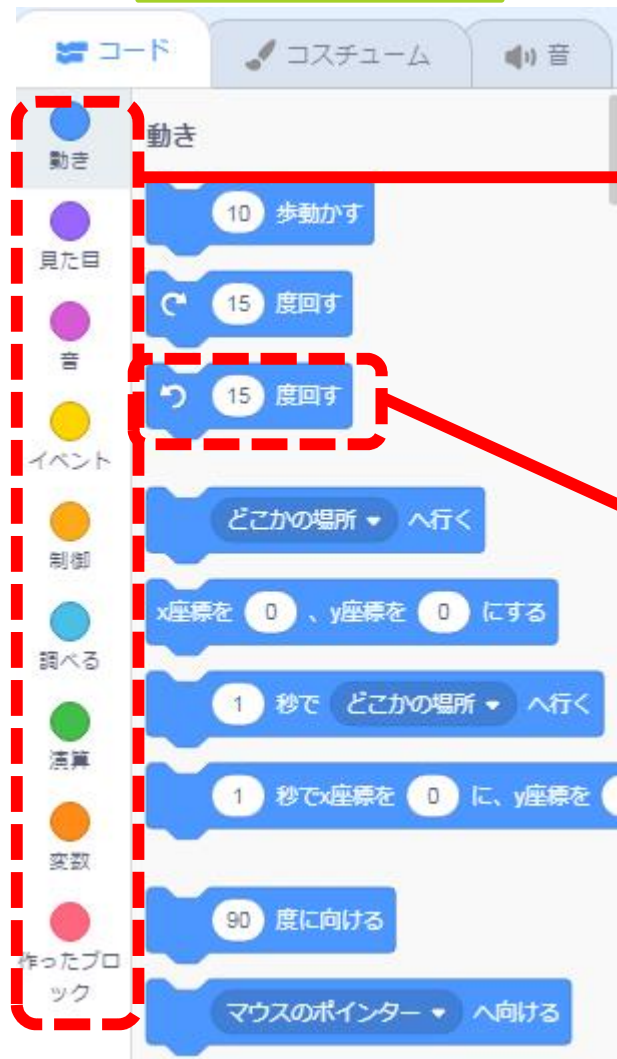 コード コスチューム 音
動き
見た目
音
イベント
制御
調べる
演算
変数
作ったブロ
ック
動き
10 歩動かす
15 度回す
15 度回す
どこかの場所 へ行く
x座標を 0 、y座標を 0 にする
1 秒で どこかの場所 へ行く
1 秒でx座標を 0 に、y座標を
90 度に向ける
マウスのポインター へ向ける